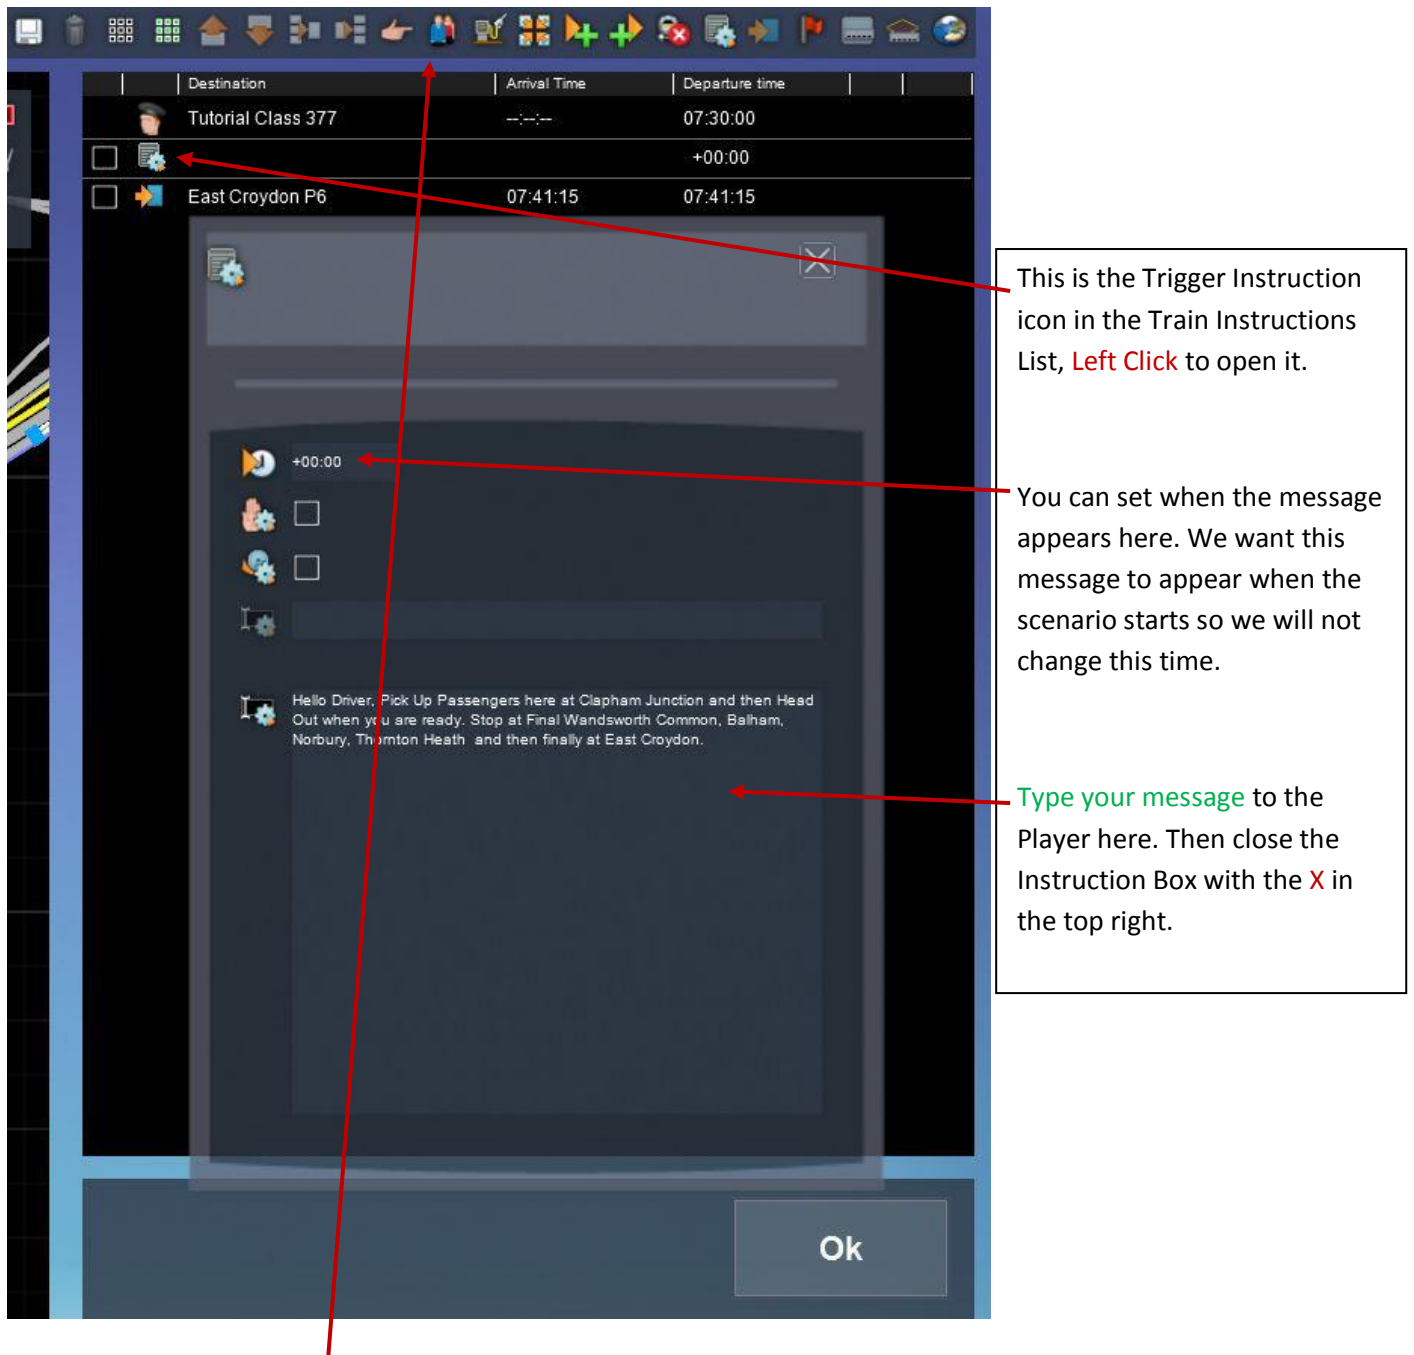 Destination Arrival Time Departure time
Tutorial Class 377 --:--:-- 07:30:00
+00:00
East Croydon P6 07:41:15 07:41:15
+00:00
Hello Driver, Pick Up Passengers here at Clapham Junction and then Head
Out when you are ready. Stop at Final Wandsworth Common, Balham,
Norbury, Thornton Heath and then finally at East Croydon.
Ok
This is the Trigger Instruction
icon in the Train Instructions
List, Left Click to open it.
You can set when the message
appears here. We want this
message to appear when the
scenario starts so we will not
change this time.
Type your message to the
Player here. Then close the
Instruction Box with the X in
the top right.